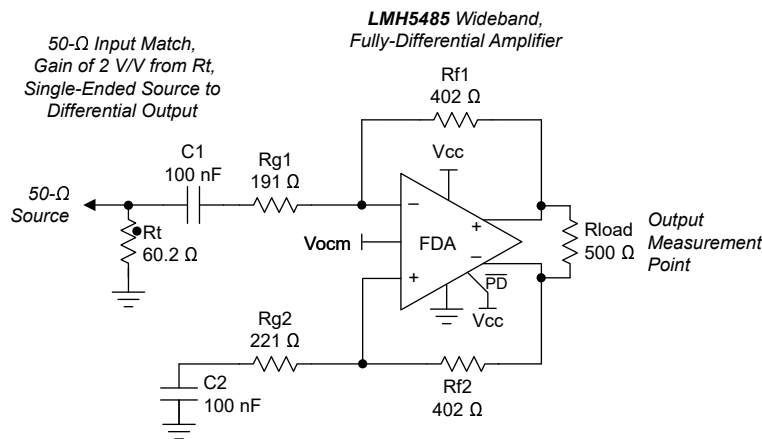 LMH5485 Wideband,
Fully-Differential Amplifier
50-Ω Input Match,
Gain of 2 V/V from Rt,
Single-Ended Source to
Differential Output
Rf1
402 Ω
C1
100 nF
Rg1
191 Ω
Vcc
50-Ω
Source
Rt
60.2 Ω
Vocm
−
+
FDA
+
−
PD
Vcc
Rload
500 Ω
Output
Measurement
Point
Rg2
221 Ω
C2
100 nF
Rf2
402 Ω